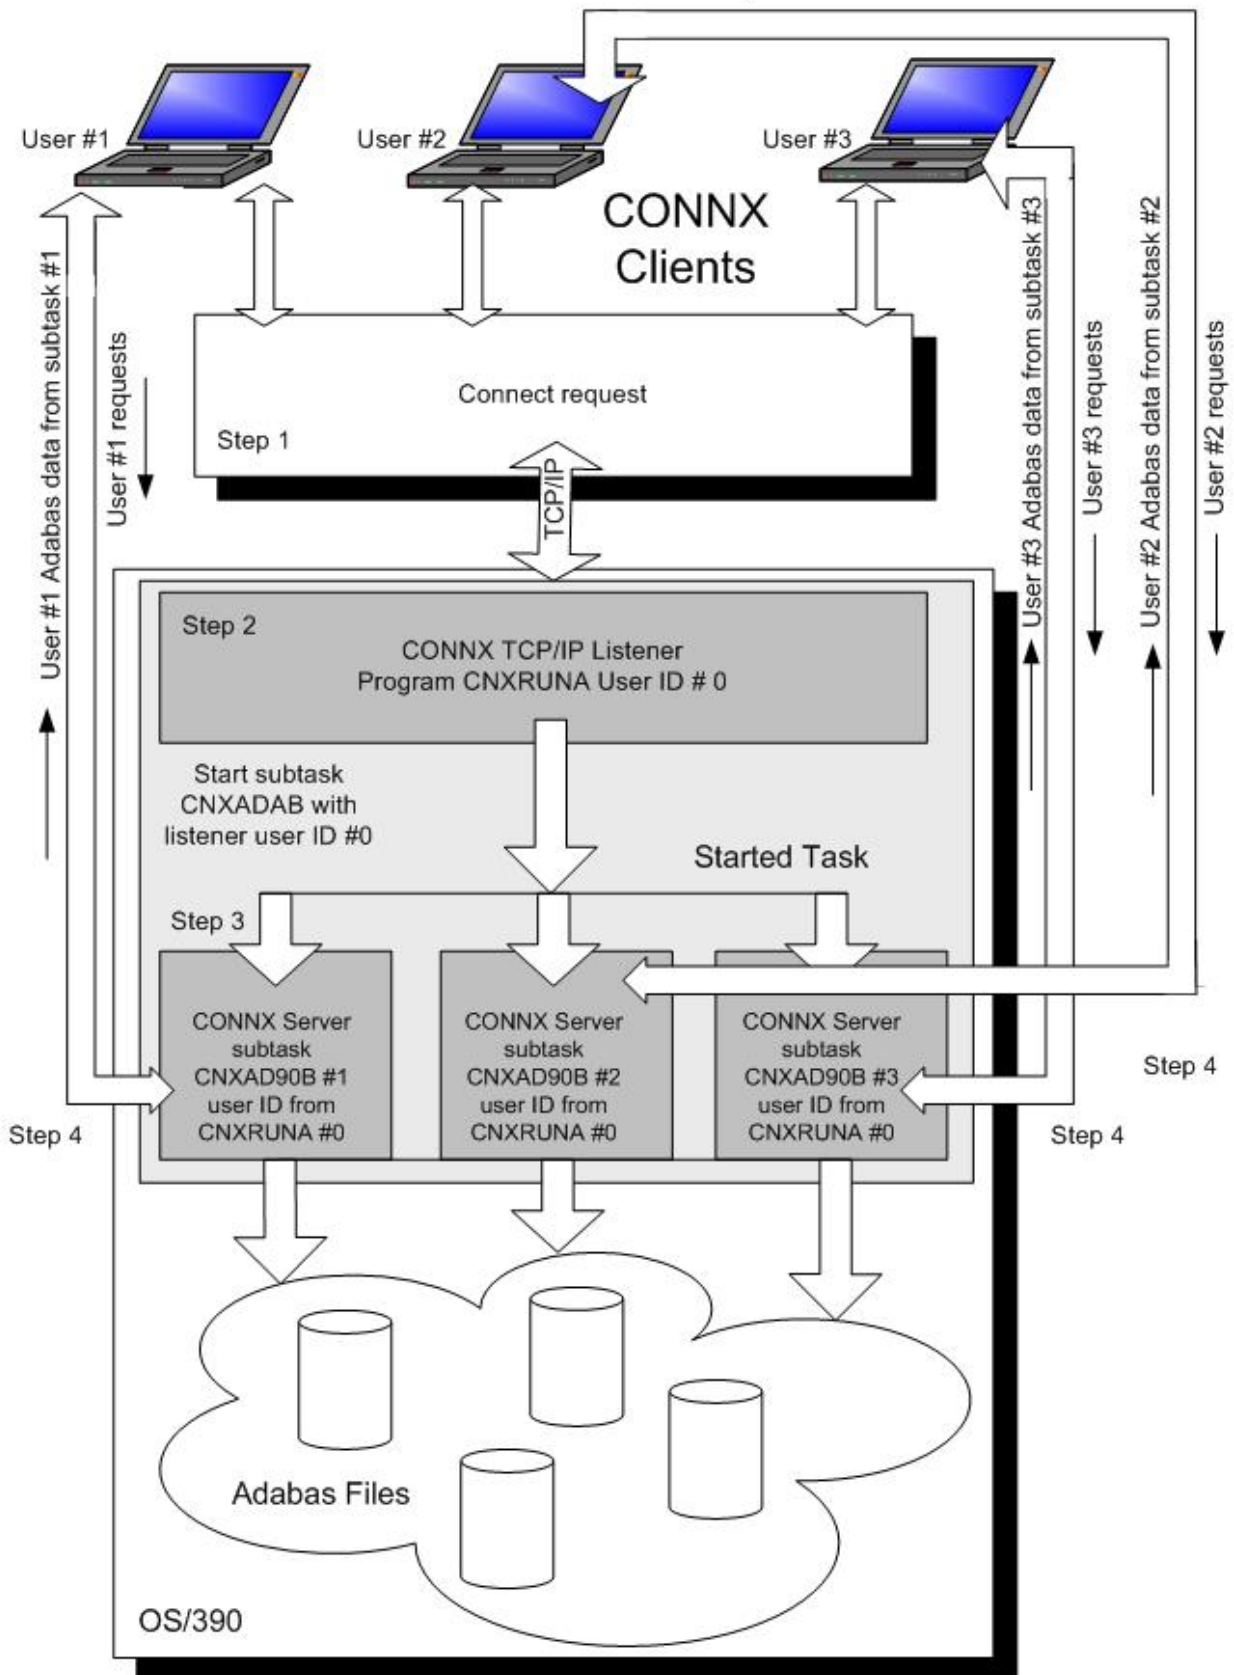 User #1
User #2
User #3
CONNX
Clients
User #1 Adabas data from subtask #1
User #1 requests
User #3 Adabas data from subtask #3
User #3 requests
User #2 Adabas data from subtask #2
User #2 requests
Connect request
Step 1
TCP/IP
Step 2
CONNX TCP/IP Listener
Program CNXRUNA User ID # 0
Start subtask
CNXADAB with
listener user ID #0
Started Task
Step 3
CONNX Server
subtask
CNXAD90B #1
user ID from
CNXRUNA #0
CONNX Server
subtask
CNXAD90B #2
user ID from
CNXRUNA #0
CONNX Server
subtask
CNXAD90B #3
user ID from
CNXRUNA #0
Step 4
Step 4
Step 4
Adabas Files
OS/390